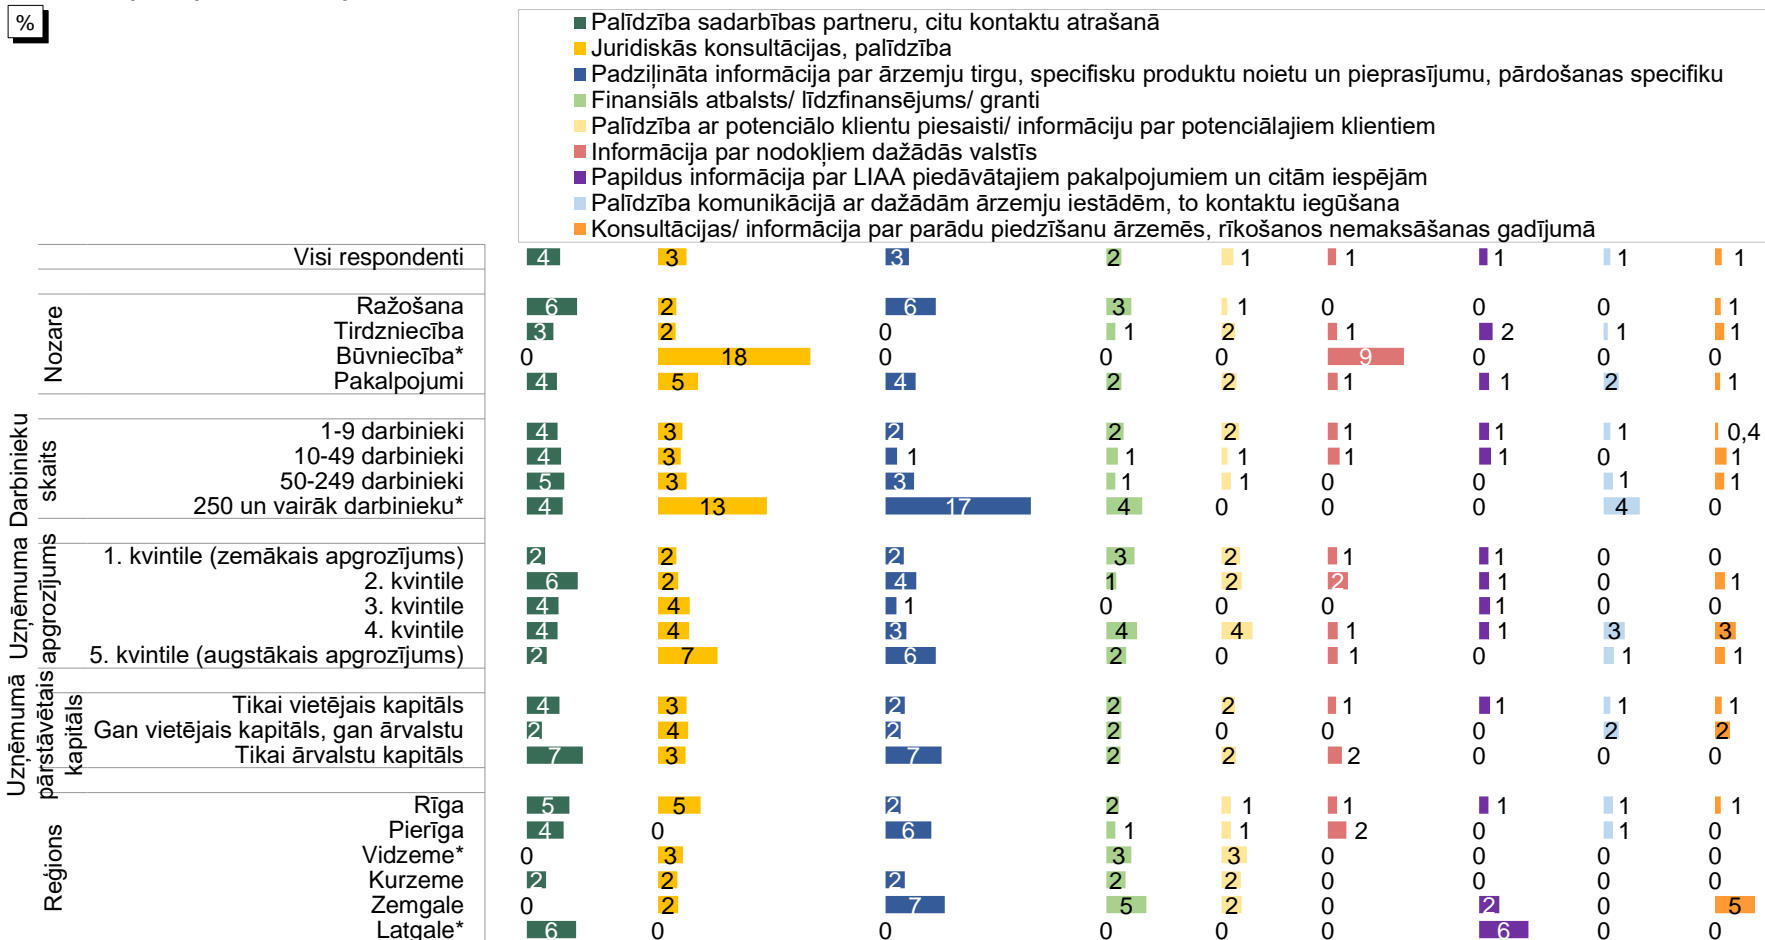 %
Palīdzība sadarbības partneru, citu kontaktu atrašanā
Juridiskās konsultācijas, palīdzība
Padziļināta informācija par ārzemju tirgu, specifisku produktu noietu un pieprasījumu, pārdošanas specifiku
Finansiāls atbalsts/ līdzfinansējums/ granti
Palīdzība ar potenciālo klientu piesaisti/ informāciju par potenciālajiem klientiem
Informācija par nodokļiem dažādās valstīs
Papildus informācija par LIAA piedāvātajiem pakalpojumiem un citām iespējām
Palīdzība komunikācijā ar dažādām ārzemju iestādēm, to kontaktu iegūšana
Konsultācijas/ informācija par parādu piedzīšanu ārzemēs, rīkošanos nemaksāšanas gadījumā
Visi respondenti 4 3 3 2 1 1 1 1 1
Nozare
Ražošana 6 2 6 3 1 0 0 0 1
Tirdzniecība 3 2 0 1 2 1 2 1 1
Būvniecība* 0 18 0 0 0 9 0 0 0
Pakalpojumi 4 5 4 2 2 1 1 2 1
Darbinieku skaits
1-9 darbinieki 4 3 2 2 2 1 1 1 0,4
10-49 darbinieki 4 3 1 1 1 1 1 0 1
50-249 darbinieki 5 3 3 1 1 0 0 1 1
250 un vairāk darbinieku* 4 13 17 4 0 0 0 4 0
Uzņēmuma apgrozījums
1. kvintile (zemākais apgrozījums) 2 2 2 3 2 1 1 0 0
2. kvintile 6 2 4 1 2 2 1 0 1
3. kvintile 4 4 1 0 0 0 1 0 0
4. kvintile 4 4 3 4 4 1 1 3 3
5. kvintile (augstākais apgrozījums) 2 7 6 2 0 1 0 1 1
Uzņēmumā pārstāvētais kapitāls
Tikai vietējais kapitāls 4 3 2 2 2 1 1 1 1
Gan vietējais kapitāls, gan ārvalstu 2 4 2 2 0 0 0 2 2
Tikai ārvalstu kapitāls 7 3 7 2 2 2 0 0 0
Reģions
Rīga 5 5 2 2 1 1 1 1 1
Pierīga 4 0 6 1 1 2 0 1 0
Vidzeme* 0 3 0 3 3 0 0 0 0
Kurzeme 2 2 2 2 2 0 0 0 0
Zemgale 0 2 7 5 2 0 2 0 5
Latgale* 6 0 0 0 0 0 6 0 0